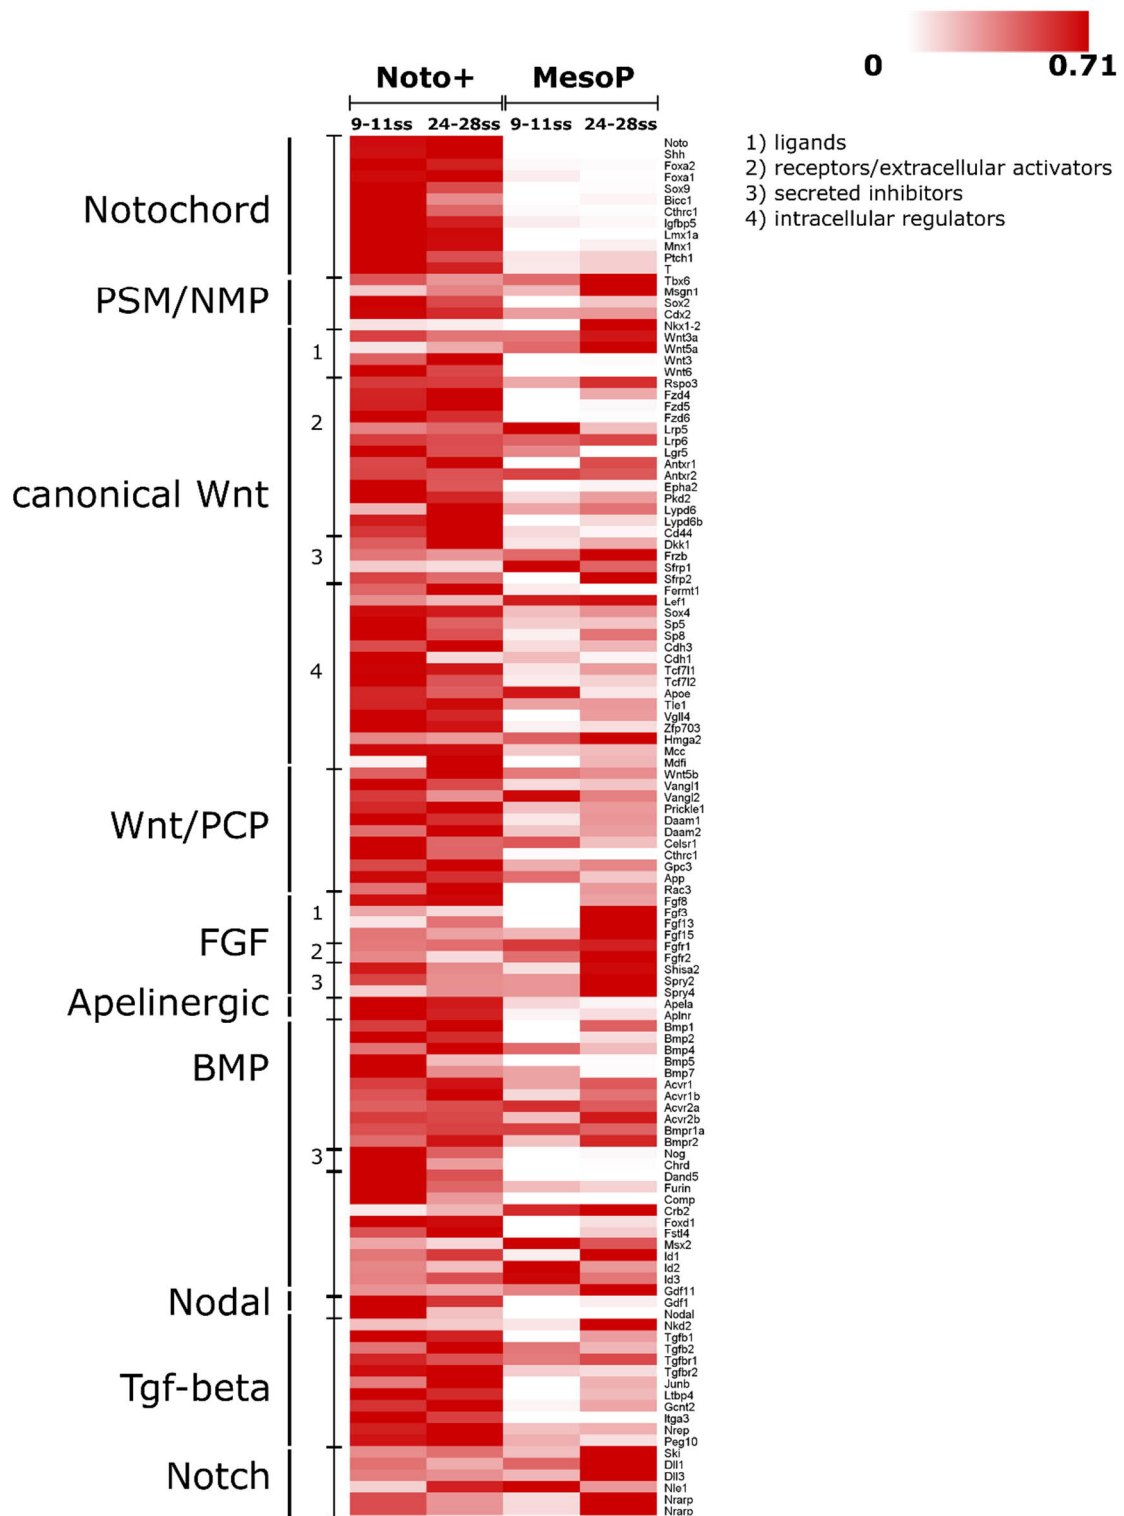 0 0.71
Noto+ MesoP
9-11ss 24-28ss 9-11ss 24-28ss
1) ligands
2) receptors/extracellular activators
3) secreted inhibitors
4) intracellular regulators
Notochord
Noto
Shh
Foxa2
Foxa1
Sox9
Bicc1
Cthrc1
Igfbp5
Lmx1a
Mnx1
Ptch1
T
PSM/NMP
Tbx6
Msgn1
Sox2
Cdx2
Nkx1-2
canonical Wnt
1
Wnt3a
Wnt5a
Wnt3
Wnt6
2
Rspo3
Fzd4
Fzd5
Fzd6
Lrp5
Lrp6
Lgr5
Antxr1
Antxr2
Epha2
Pkd2
Lypd6
Lypd6b
Cd44
3
Dkk1
Frzb
Sfrp1
Sfrp2
4
Fermt1
Lef1
Sox4
Sp5
Sp8
Cdh3
Cdh1
Tcf7l1
Tcf7l2
Apoe
Tle1
Vgll4
Zfp703
Hmga2
Mcc
Mdfi
Wnt/PCP
Wnt5b
Vangl1
Vangl2
Prickle1
Daam1
Daam2
Celsr1
Cthrc1
Gpc3
App
Rac3
FGF
1
Fgf8
Fgf3
Fgf13
Fgf15
2
Fgfr1
Fgfr2
3
Shisa2
Spry2
Spry4
Apelinergic
Apela
Aplnr
BMP
Bmp1
Bmp2
Bmp4
Bmp5
Bmp7
Acvr1
Acvr1b
Acvr2a
Acvr2b
Bmpr1a
Bmpr2
3
Nog
Chrd
Dand5
Furin
Comp
Crb2
Foxd1
Fstl4
Msx2
Id1
Id2
Id3
Gdf11
Nodal
Gdf1
Nodal
Tgf-beta
Nkd2
Tgfb1
Tgfb2
Tgfbr1
Tgfbr2
Junb
Ltbp4
Gcnt2
Itga3
Nrep
Peg10
Notch
Ski
Dll1
Dll3
Nle1
Nrarp
Nrarp